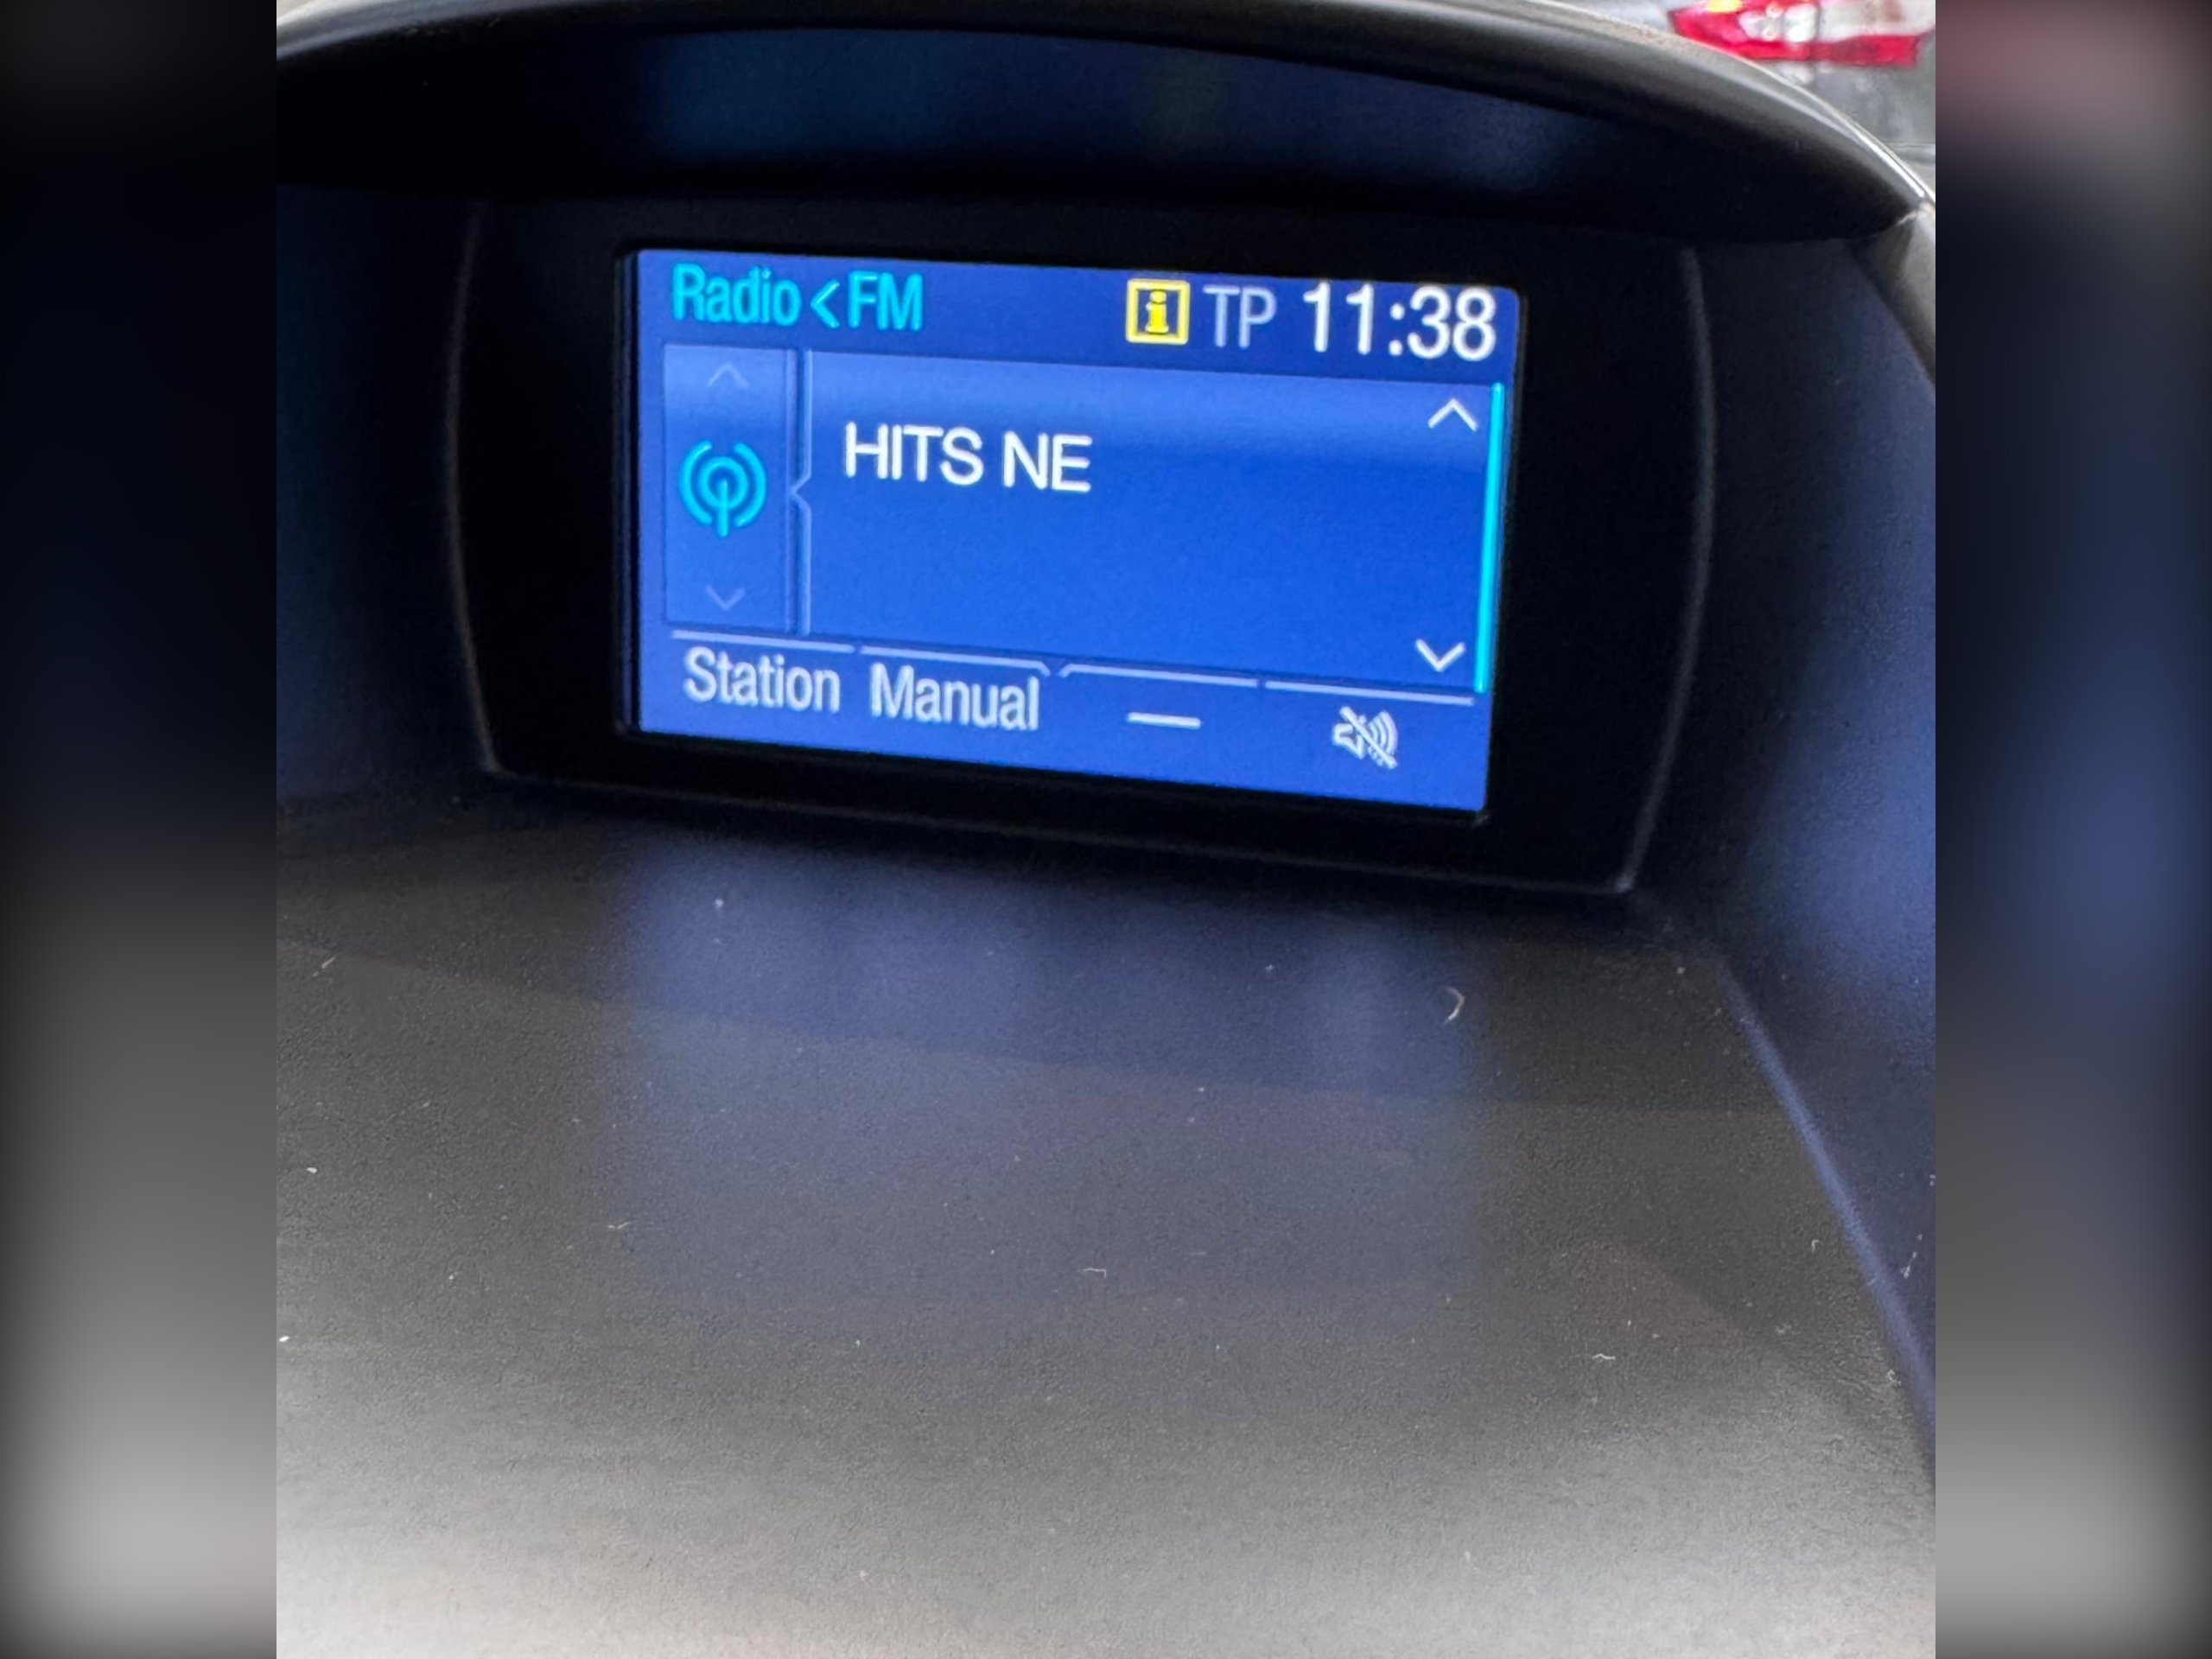 Radio < FM i TP 11:38
HITS NE
Station Manual —